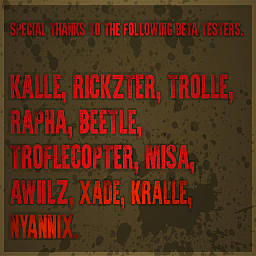 SPECIAL THANKS TO THE FOLLOWING BETA TESTERS.
KALLE, RICKZTER, TROLLE,
RAPHA, BEETLE,
TROFLECOPTER, MISA,
AWIILZ, XADE, KRALLE,
NYANNIX.